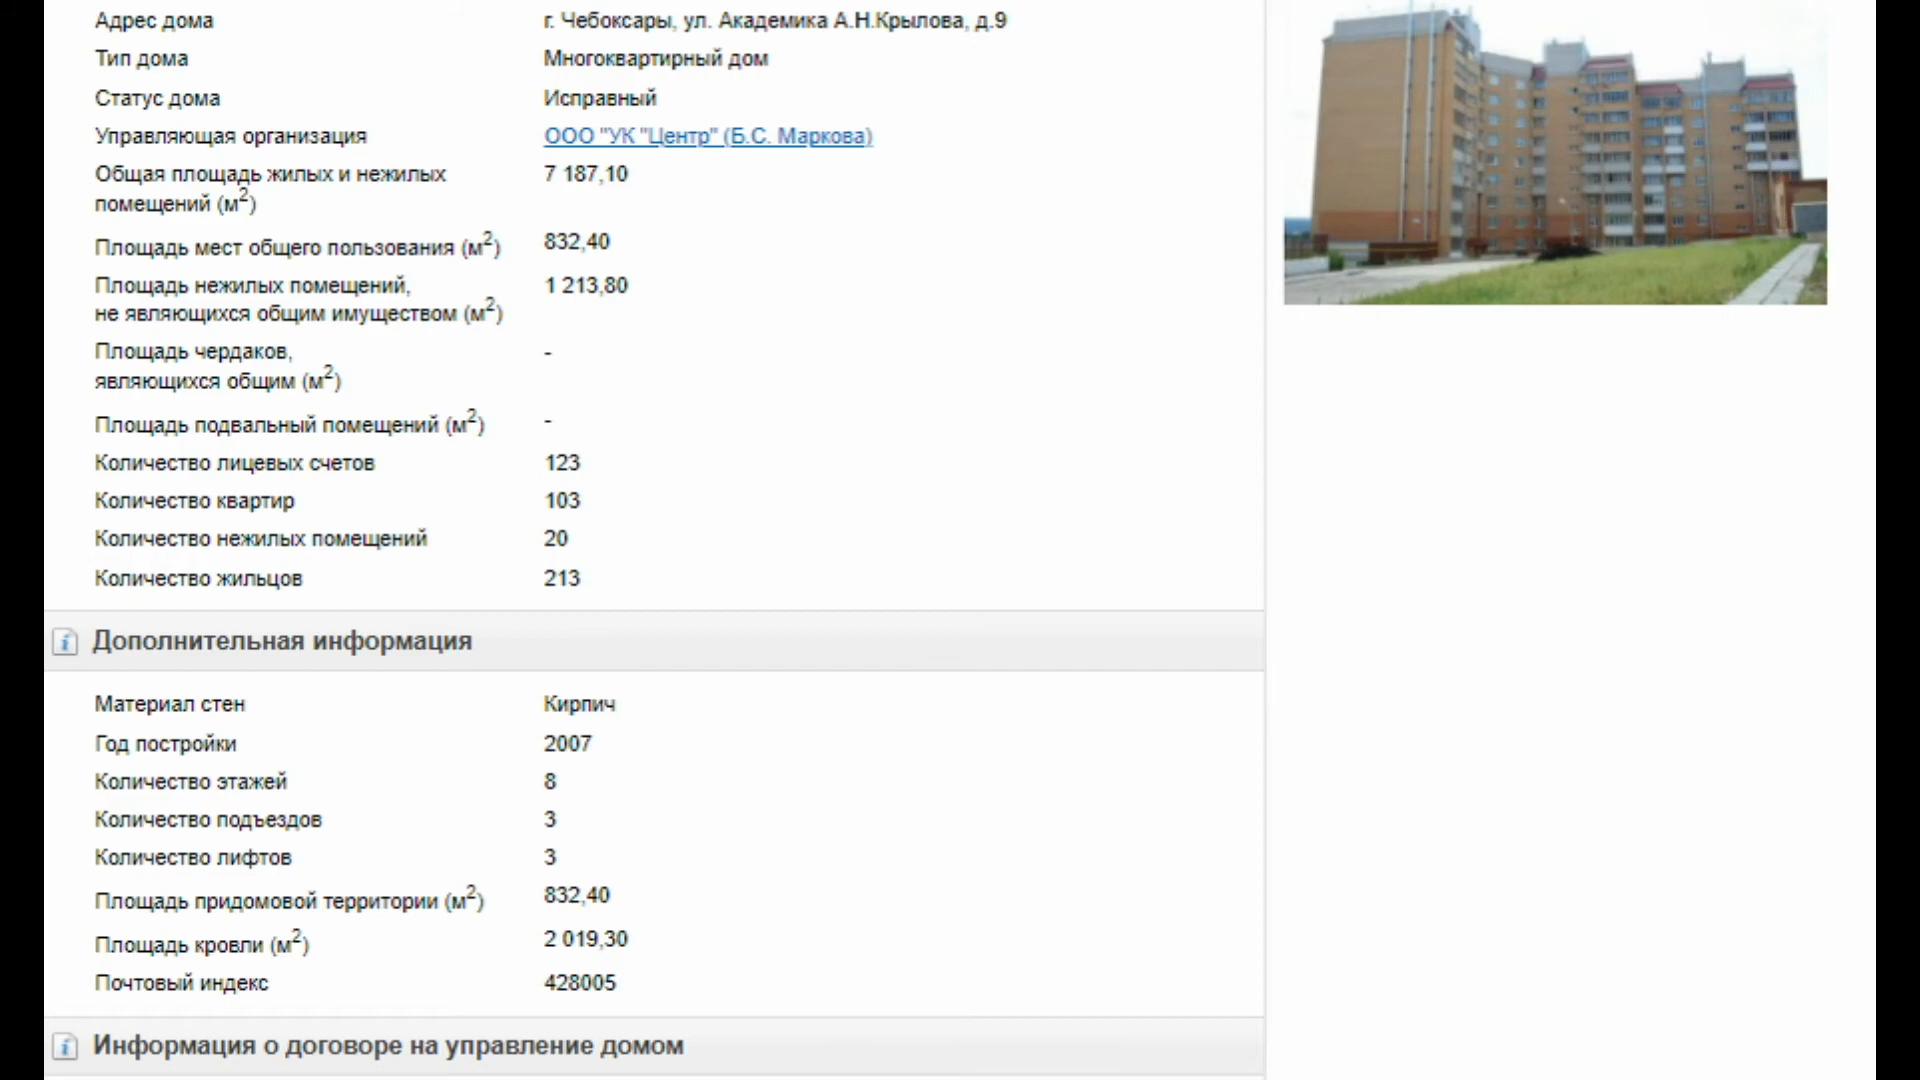 Адрес дома г. Чебоксары, ул. Академика А.Н.Крылова, д.9
Тип дома Многоквартирный дом
Статус дома Исправный
Управляющая организация ООО "УК "Центр" (Б.С. Маркова)
Общая площадь жилых и нежилых 7 187,10
помещений (м²)
Площадь мест общего пользования (м²) 832,40
Площадь нежилых помещений, 1 213,80
не являющихся общим имуществом (м²)
Площадь чердаков, -
являющихся общим (м²)
Площадь подвальный помещений (м²) -
Количество лицевых счетов 123
Количество квартир 103
Количество нежилых помещений 20
Количество жильцов 213
Дополнительная информация
Материал стен Кирпич
Год постройки 2007
Количество этажей 8
Количество подъездов 3
Количество лифтов 3
Площадь придомовой территории (м²) 832,40
Площадь кровли (м²) 2 019,30
Почтовый индекс 428005
Информация о договоре на управление домом